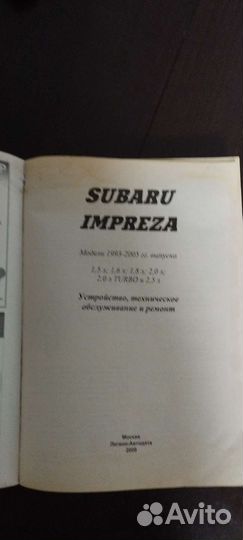 SUBARU
IMPREZA
Модели 1993-2005 гг. выпуска
1,5 л; 1,6 л; 1,8 л; 2,0 л;
2,0 л TURBO и 2,5 л
Устройство, техническое
обслуживание и ремонт
Москва
Легион-Автодата
Avito